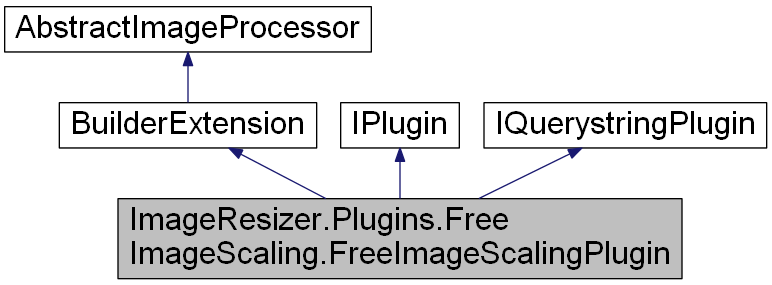 AbstractImageProcessor
BuilderExtension
IPlugin
IQuerystringPlugin
ImageResizer.Plugins.Free
ImageScaling.FreeImageScalingPlugin